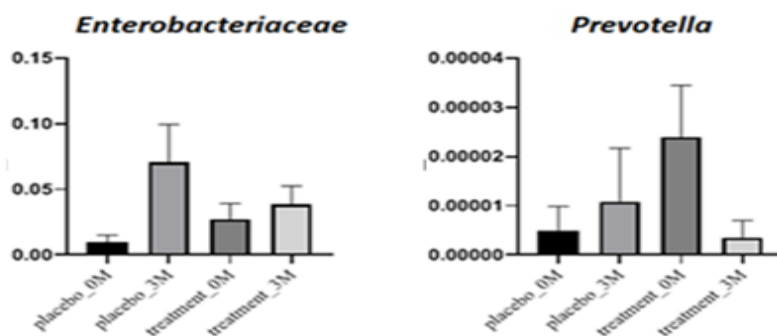 Enterobacteriaceae
0.15
0.10
0.05
0.00
placebo_0M
placebo_3M
treatment_0M
treatment_3M
Prevotella
0.00004
0.00003
0.00002
0.00001
0.00000
placebo_0M
placebo_3M
treatment_0M
treatment_3M